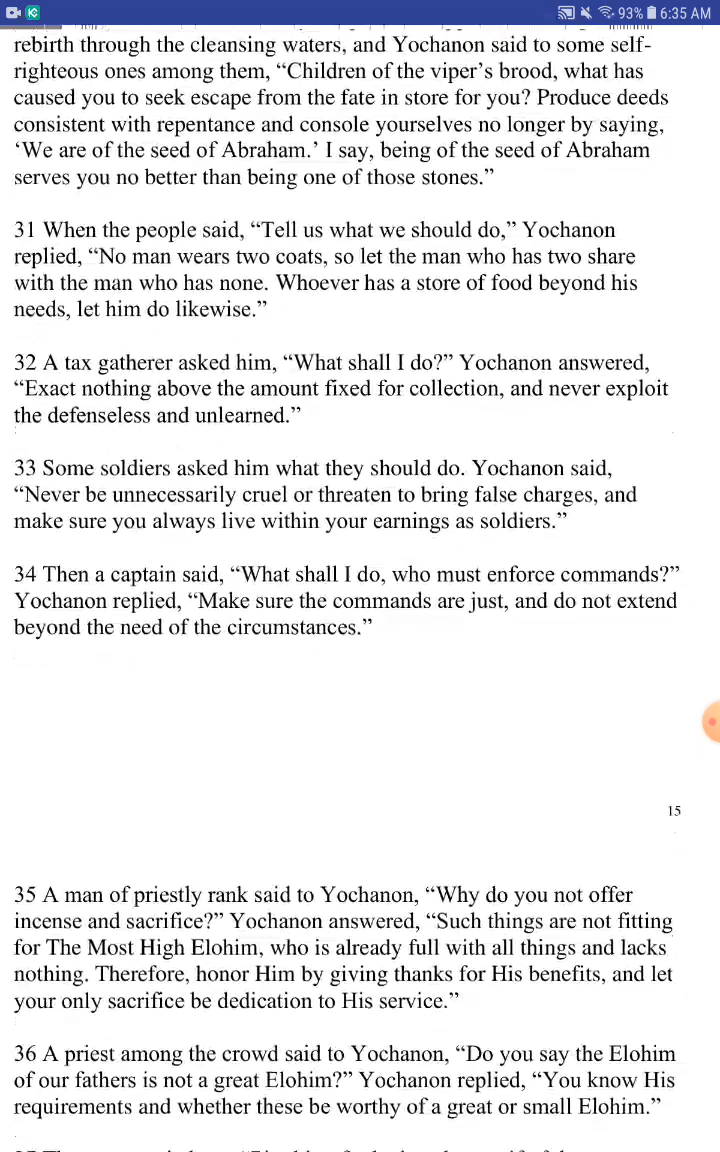 93% 6:35 AM
rebirth through the cleansing waters, and Yochanon said to some self-
righteous ones among them, “Children of the viper’s brood, what has
caused you to seek escape from the fate in store for you? Produce deeds
consistent with repentance and console yourselves no longer by saying,
‘We are of the seed of Abraham.’ I say, being of the seed of Abraham
serves you no better than being one of those stones.”
31 When the people said, “Tell us what we should do,” Yochanon
replied, “No man wears two coats, so let the man who has two share
with the man who has none. Whoever has a store of food beyond his
needs, let him do likewise.”
32 A tax gatherer asked him, “What shall I do?” Yochanon answered,
“Exact nothing above the amount fixed for collection, and never exploit
the defenseless and unlearned.”
33 Some soldiers asked him what they should do. Yochanon said,
“Never be unnecessarily cruel or threaten to bring false charges, and
make sure you always live within your earnings as soldiers.”
34 Then a captain said, “What shall I do, who must enforce commands?”
Yochanon replied, “Make sure the commands are just, and do not extend
beyond the need of the circumstances.”
15
35 A man of priestly rank said to Yochanon, “Why do you not offer
incense and sacrifice?” Yochanon answered, “Such things are not fitting
for The Most High Elohim, who is already full with all things and lacks
nothing. Therefore, honor Him by giving thanks for His benefits, and let
your only sacrifice be dedication to His service.”
36 A priest among the crowd said to Yochanon, “Do you say the Elohim
of our fathers is not a great Elohim?” Yochanon replied, “You know His
requirements and whether these be worthy of a great or small Elohim.”